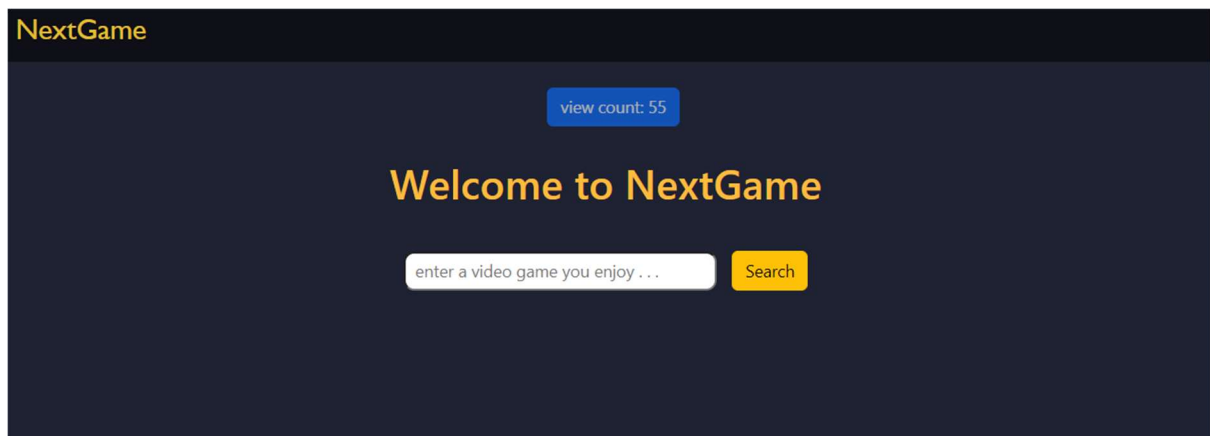 NextGame
view count: 55
Welcome to NextGame
enter a video game you enjoy . . .
Search